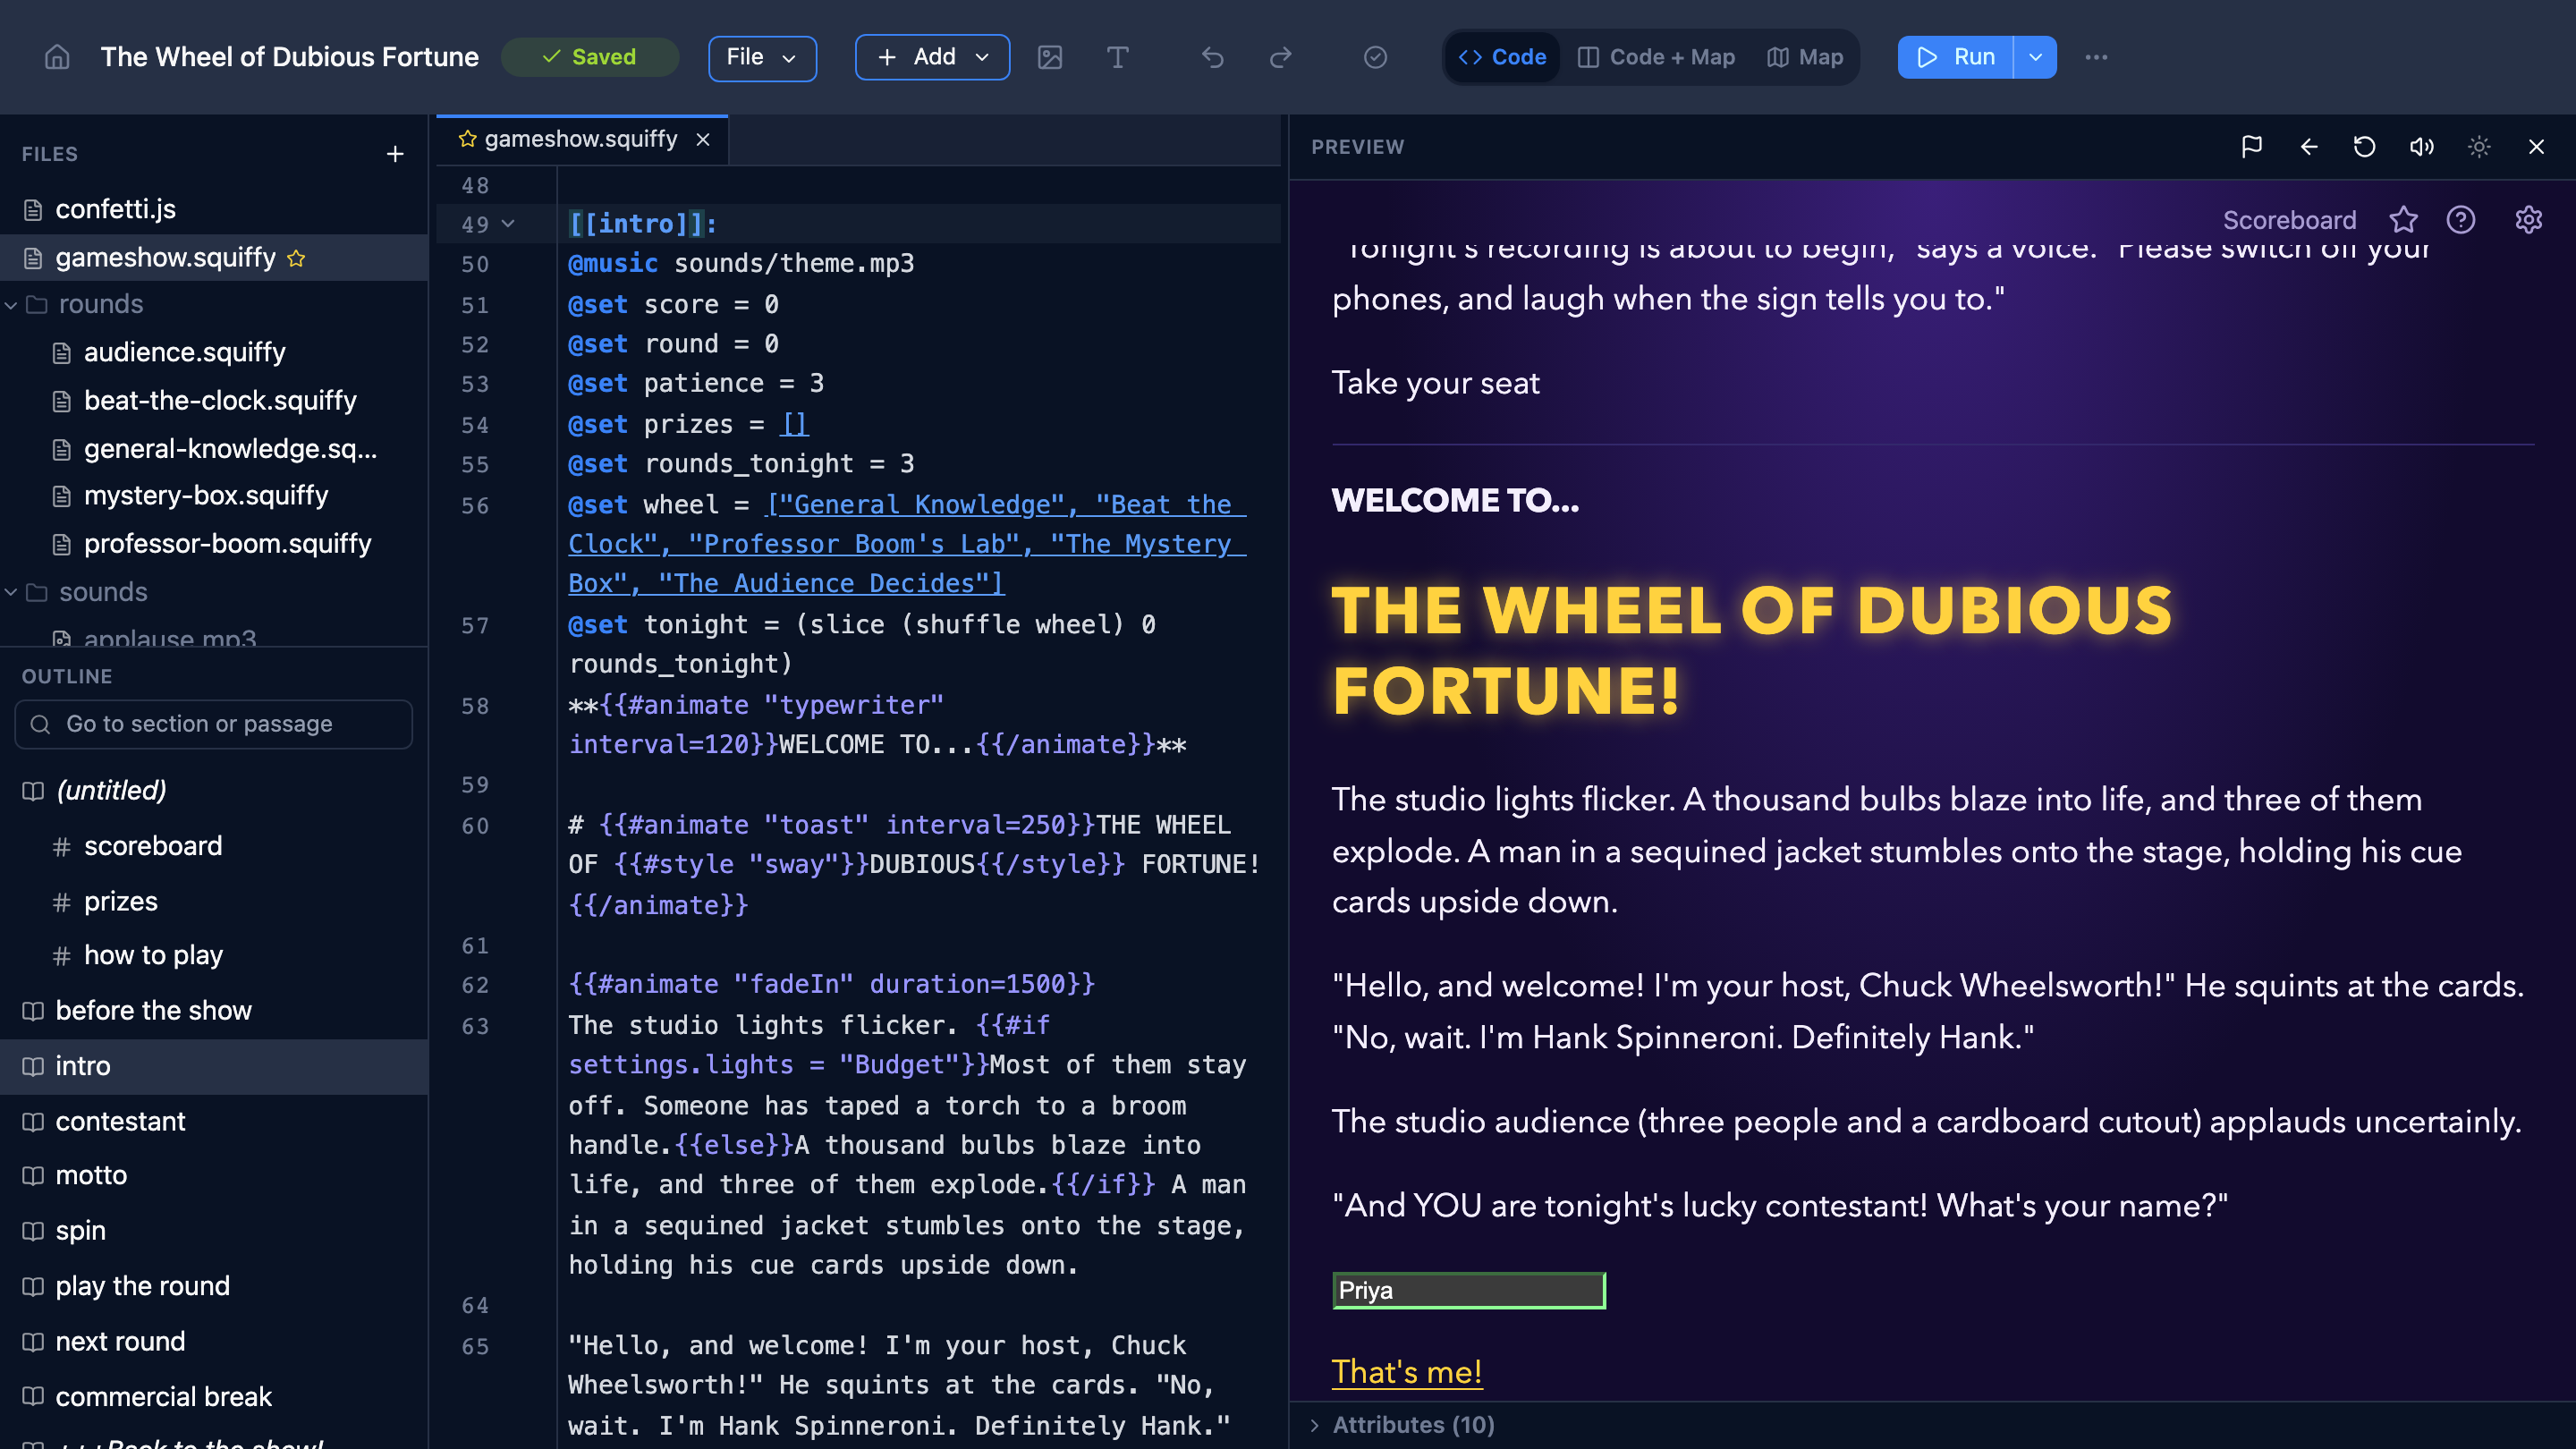 The Wheel of Dubious Fortune
Saved
File
Add
Code
Code + Map
Map
Run
FILES
confetti.js
gameshow.squiffy
rounds
audience.squiffy
beat-the-clock.squiffy
general-knowledge.sq...
mystery-box.squiffy
professor-boom.squiffy
sounds
applause.mp3
OUTLINE
Go to section or passage
(untitled)
# scoreboard
# prizes
# how to play
before the show
intro
contestant
motto
spin
play the round
next round
commercial break
gameshow.squiffy
48
49 [[intro]]:
50 @music sounds/theme.mp3
51 @set score = 0
52 @set round = 0
53 @set patience = 3
54 @set prizes = []
55 @set rounds_tonight = 3
56 @set wheel = ["General Knowledge", "Beat the
Clock", "Professor Boom's Lab", "The Mystery
Box", "The Audience Decides"]
57 @set tonight = (slice (shuffle wheel) 0
rounds_tonight)
58 **{{#animate "typewriter"
interval=120}}WELCOME TO...{{/animate}}**
59
60 # {{#animate "toast" interval=250}}THE WHEEL
OF {{#style "sway"}}DUBIOUS{{/style}} FORTUNE!
{{/animate}}
61
62 {{#animate "fadeIn" duration=1500}}
63 The studio lights flicker. {{#if
settings.lights = "Budget"}}Most of them stay
off. Someone has taped a torch to a broom
handle.{{else}}A thousand bulbs blaze into
life, and three of them explode.{{/if}} A man
in a sequined jacket stumbles onto the stage,
holding his cue cards upside down.
64
65 "Hello, and welcome! I'm your host, Chuck
Wheelsworth!" He squints at the cards. "No,
wait. I'm Hank Spinneroni. Definitely Hank."
PREVIEW
Scoreboard
"Tonight's recording is about to begin," says a voice. "Please switch off your
phones, and laugh when the sign tells you to."
Take your seat
WELCOME TO...
THE WHEEL OF DUBIOUS
FORTUNE!
The studio lights flicker. A thousand bulbs blaze into life, and three of them
explode. A man in a sequined jacket stumbles onto the stage, holding his cue
cards upside down.
"Hello, and welcome! I'm your host, Chuck Wheelsworth!" He squints at the cards.
"No, wait. I'm Hank Spinneroni. Definitely Hank."
The studio audience (three people and a cardboard cutout) applauds uncertainly.
"And YOU are tonight's lucky contestant! What's your name?"
Priya
That's me!
Attributes (10)